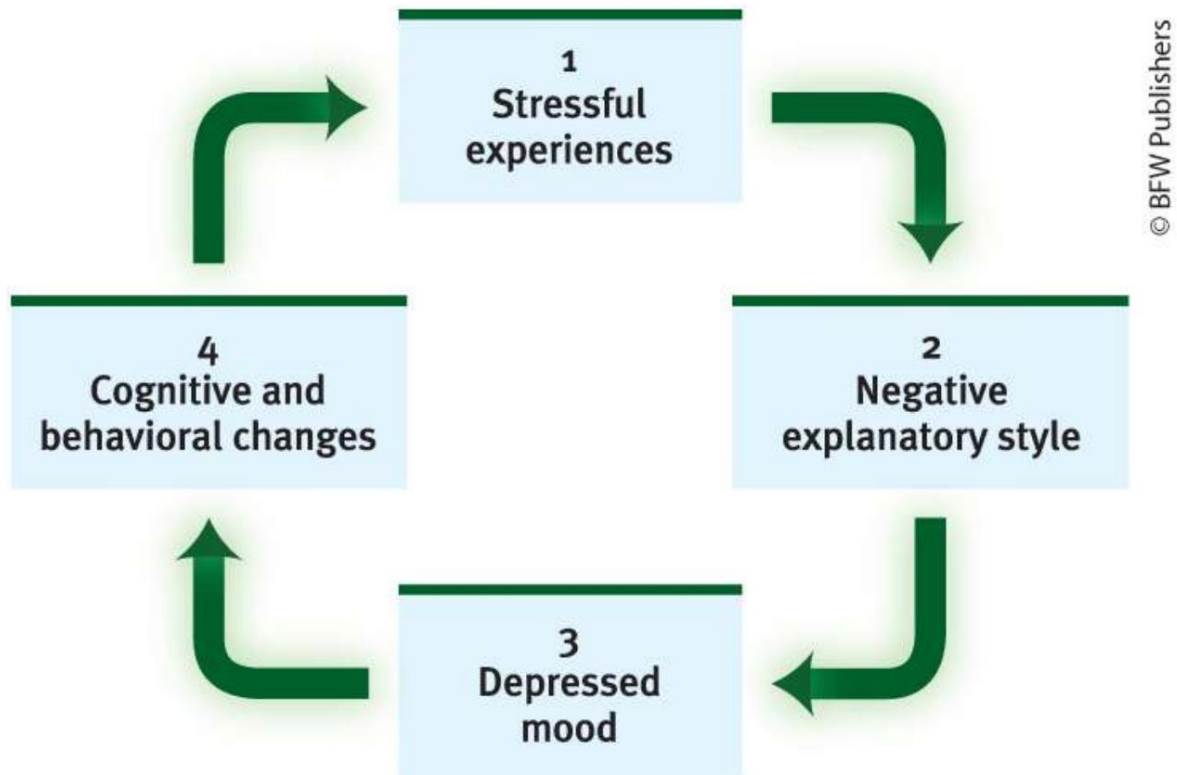 1
Stressful
experiences
2
Negative
explanatory style
3
Depressed
mood
4
Cognitive and
behavioral changes
© BFW Publishers